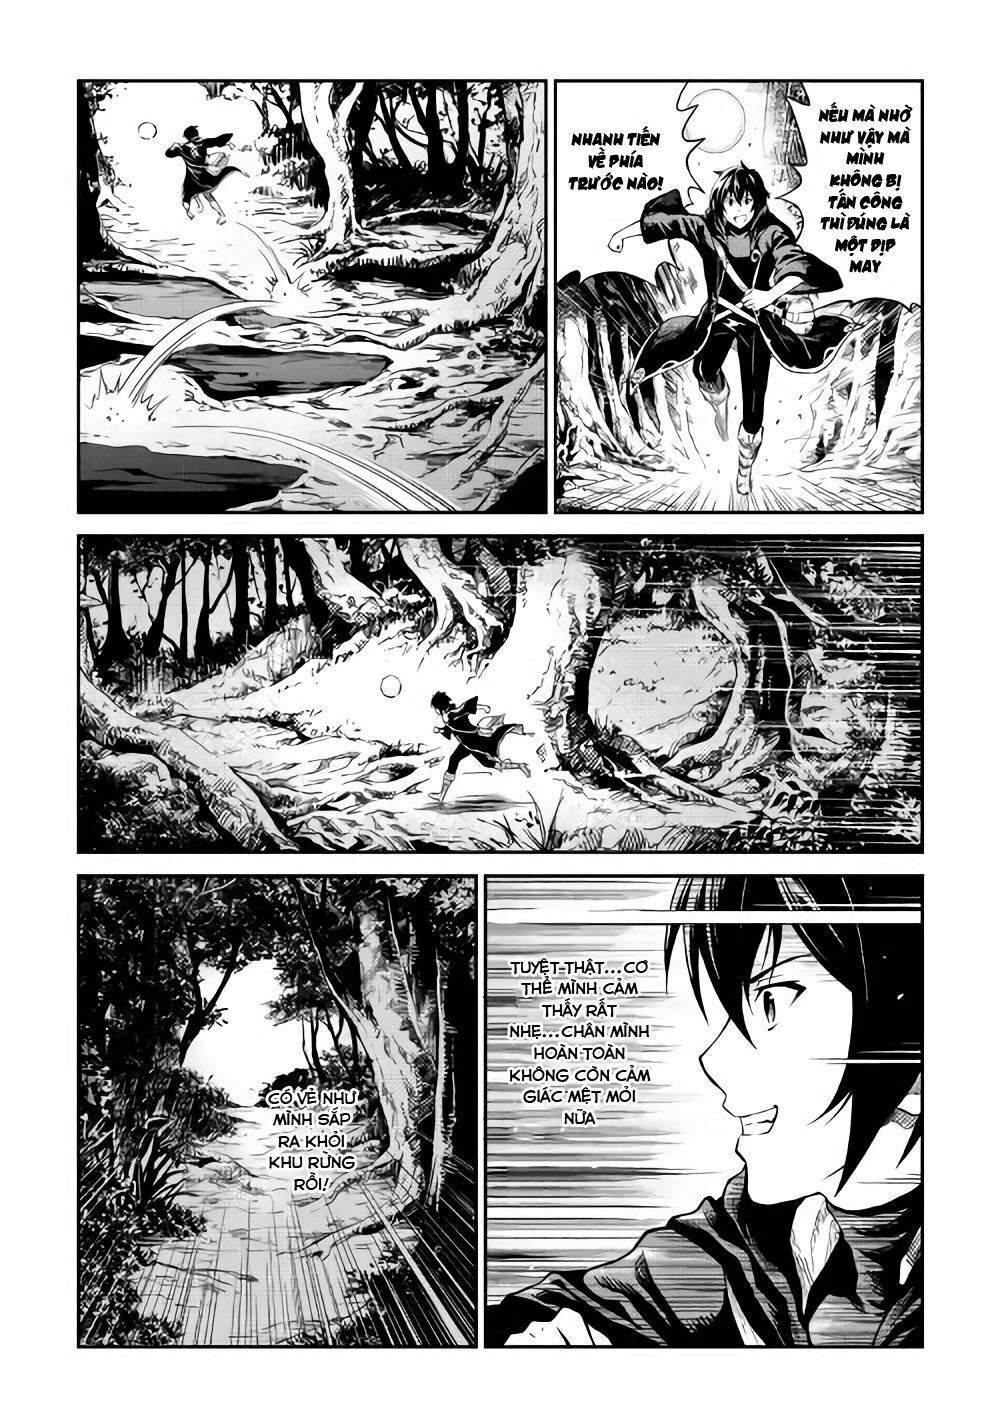 NẾU MÀ NHỜ
NHƯ VẬY MÀ
MÌNH
KHÔNG BỊ
TẤN CÔNG
THÌ ĐÚNG LÀ
MỘT DỊP
MAY
NHANH TIẾN
VỀ PHÍA
TRƯỚC NÀO!
TUYỆT THẬT...CƠ
THỂ MÌNH CẢM
THẤY RẤT
NHẸ...CHÂN MÌNH
HOÀN TOÀN
KHÔNG CÒN CẢM
GIÁC MỆT MỎI
NỮA
CÓ VẺ NHƯ
MÌNH SẮP
RA KHỎI
KHU RỪNG
RỒI!